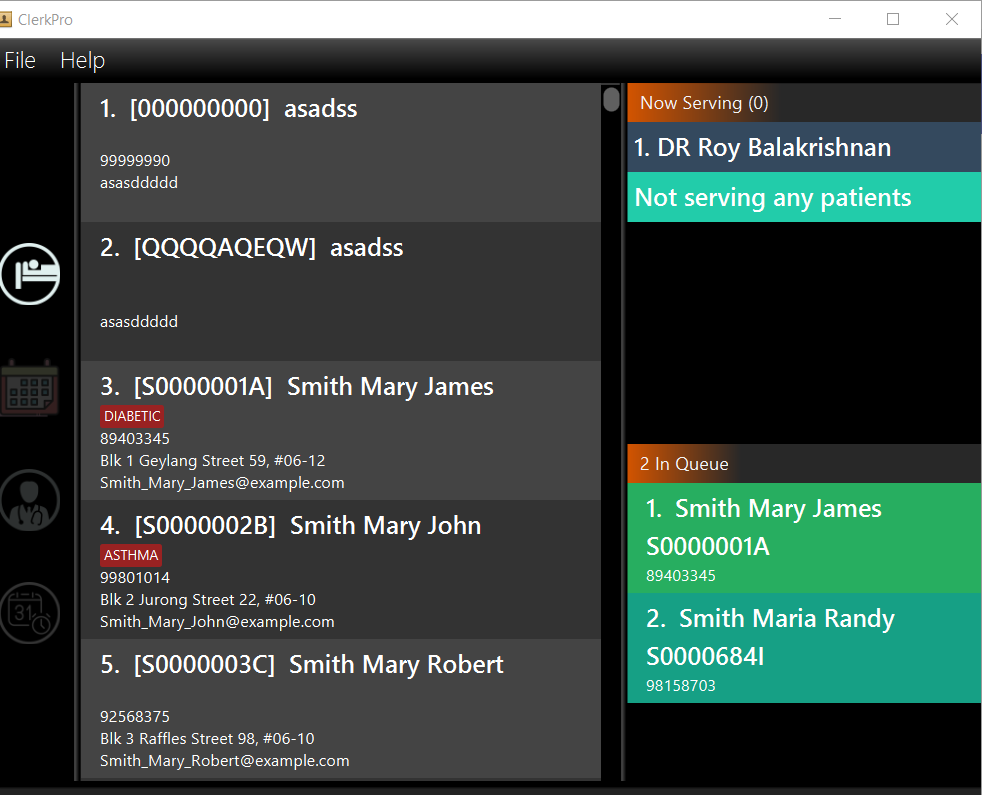 ClerkPro
File Help
1. [000000000] asadss
99999990
asasddddd
2. [QQQQAQEQW] asadss
asasddddd
3. [S0000001A] Smith Mary James
DIABETIC
89403345
Blk 1 Geylang Street 59, #06-12
Smith_Mary_James@example.com
4. [S0000002B] Smith Mary John
ASTHMA
99801014
Blk 2 Jurong Street 22, #06-10
Smith_Mary_John@example.com
5. [S0000003C] Smith Mary Robert
92568375
Blk 3 Raffles Street 98, #06-10
Smith_Mary_Robert@example.com
31
Now Serving (0)
1. DR Roy Balakrishnan
Not serving any patients
2 In Queue
1. Smith Mary James
S0000001A
89403345
2. Smith Maria Randy
S0000684I
98158703